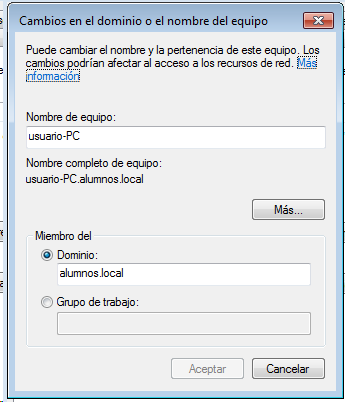 Cambios en el dominio o el nombre del equipo
Puede cambiar el nombre y la pertenencia de este equipo. Los
cambios podrían afectar al acceso a los recursos de red. Más
información
Nombre de equipo:
usuario-PC
Nombre completo de equipo:
usuario-PC.alumnos.local
Más...
Miembro del
Dominio:
alumnos.local
Grupo de trabajo:
Aceptar
Cancelar